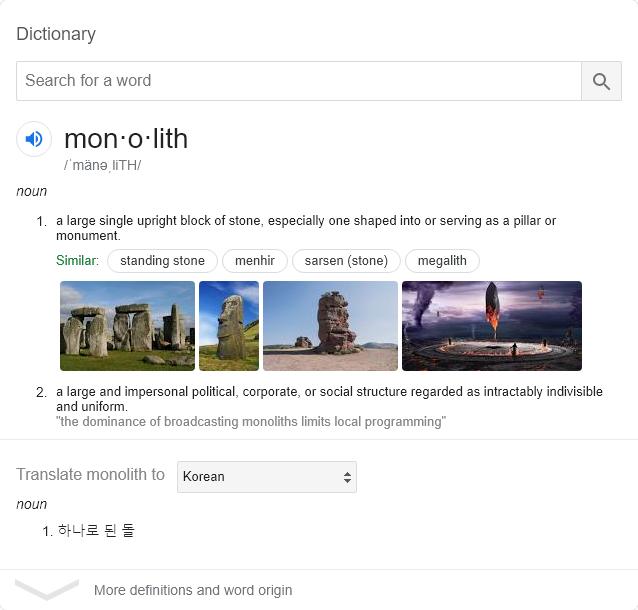 Dictionary
Search for a word
mon·o·lith
/ˈmänəˌliTH/
noun
1. a large single upright block of stone, especially one shaped into or serving as a pillar or
monument.
Similar: standing stone menhir sarsen (stone) megalith
2. a large and impersonal political, corporate, or social structure regarded as intractably indivisible
and uniform.
"the dominance of broadcasting monoliths limits local programming"
Translate monolith to Korean
noun
1. 하나로 된 돌
More definitions and word origin